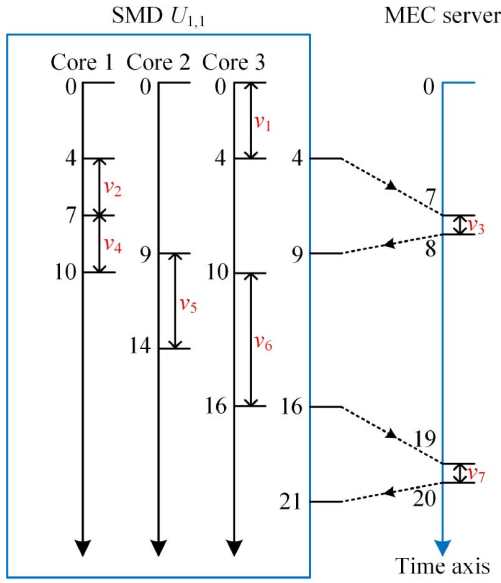 SMD U1,1 MEC server
Core 1 Core 2 Core 3
0 0 0 0
v1
4 4 4
v2 7
7 v3
v4 9 9 8
10 10
v5
v6
14
16 16
19
v7
21 20
Time axis